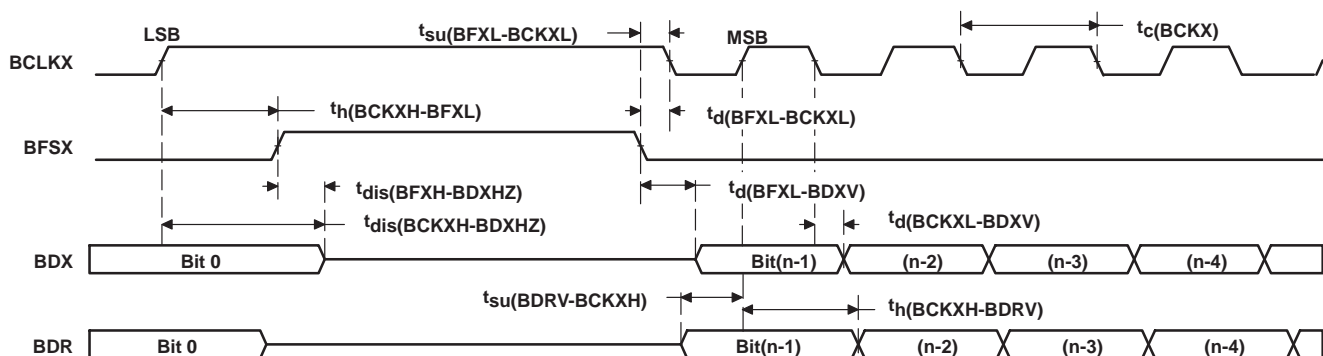 LSB
tsu(BFXL-BCKXL)
MSB
tc(BCKX)
BCLKX
th(BCKXH-BFXL)
td(BFXL-BCKXL)
BFSX
tdis(BFXH-BDXHZ)
td(BFXL-BDXV)
tdis(BCKXH-BDXHZ)
td(BCKXL-BDXV)
BDX
Bit 0
Bit(n-1)
(n-2)
(n-3)
(n-4)
tsu(BDRV-BCKXH)
th(BCKXH-BDRV)
BDR
Bit 0
Bit(n-1)
(n-2)
(n-3)
(n-4)